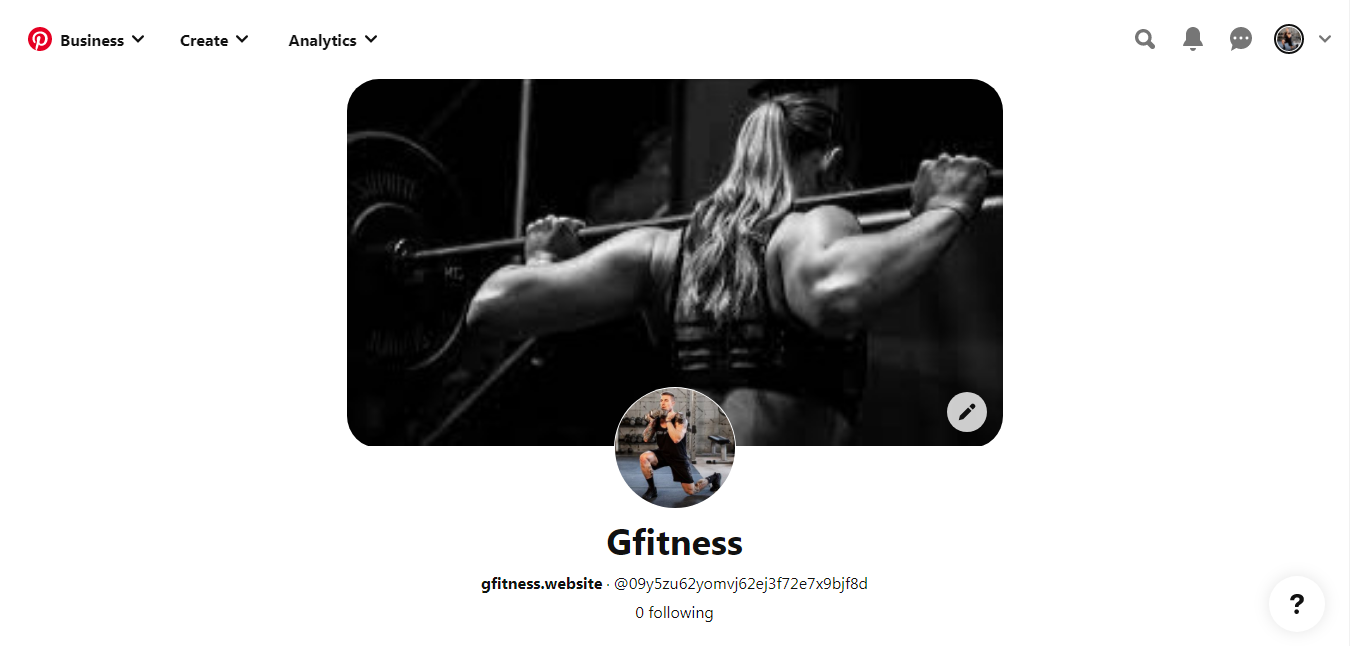 Business Create Analytics
Gfitness
gfitness.website · @09y5zu62yomvj62ej3f72e7x9bjf8d
0 following
?